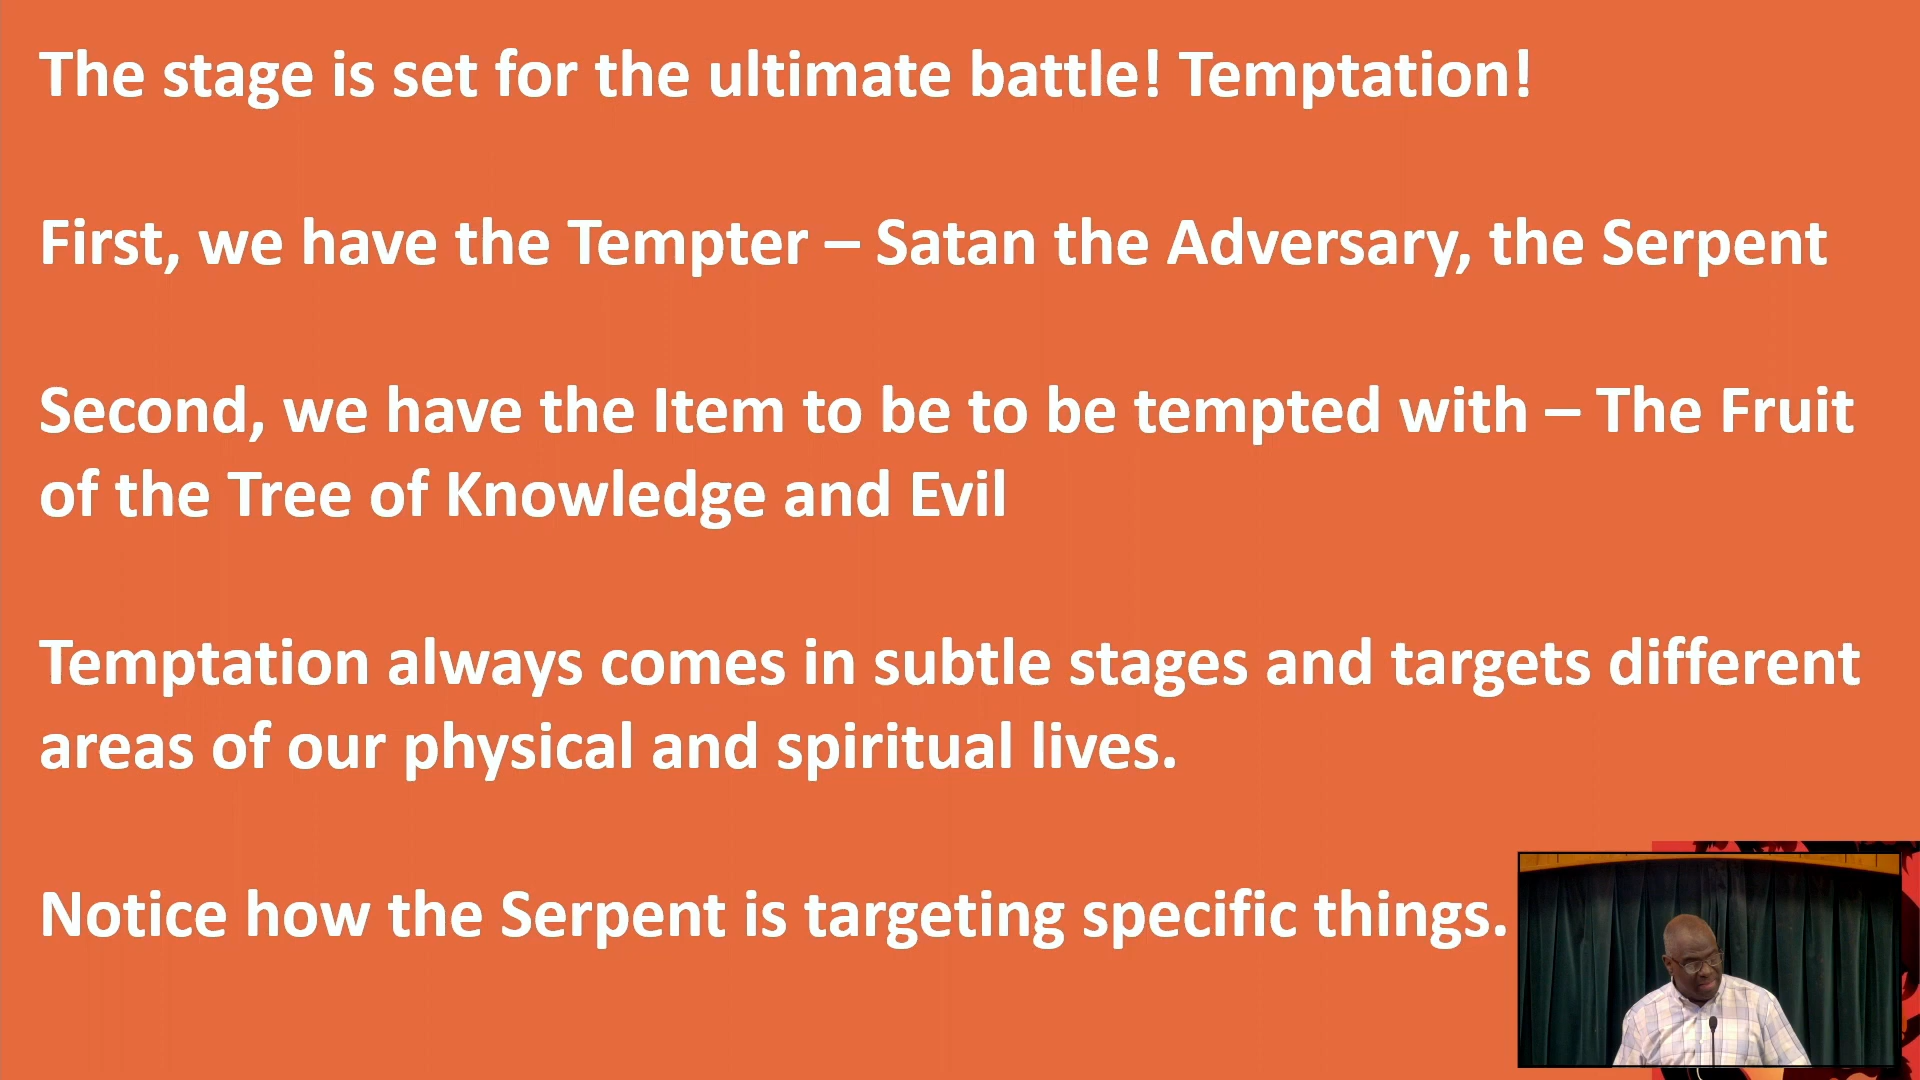 The stage is set for the ultimate battle! Temptation!
First, we have the Tempter – Satan the Adversary, the Serpent
Second, we have the Item to be to be tempted with – The Fruit
of the Tree of Knowledge and Evil
Temptation always comes in subtle stages and targets different
areas of our physical and spiritual lives.
Notice how the Serpent is targeting specific things.